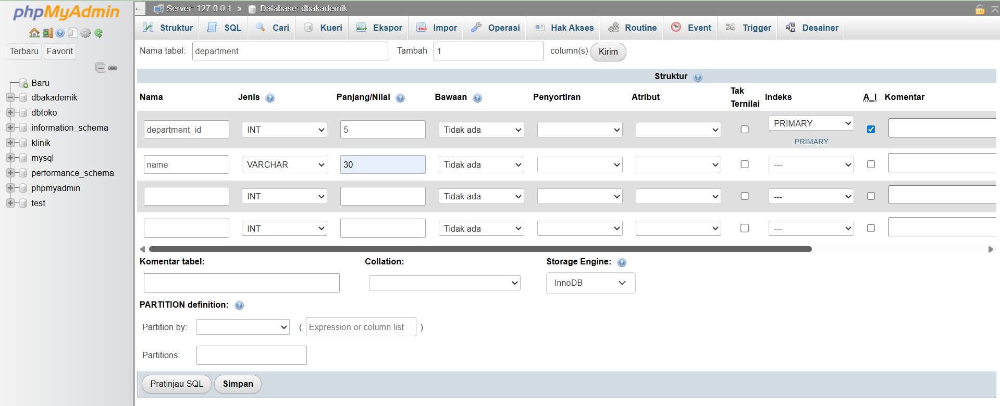 phpMyAdmin
Terbaru Favorit
Baru
dbakademik
dbtoko
information_schema
klinik
mysql
performance_schema
phpmyadmin
test
Server: 127.0.0.1 » Database: dbakademik
Struktur SQL Cari Kueri Ekspor Impor Operasi Hak Akses Routine Event Trigger Desainer
Nama tabel: department Tambah 1 column(s) Kirim
Struktur
Nama Jenis Panjang/Nilai Bawaan Penyortiran Atribut Tak Ternilai Indeks A_I Komentar
department_id INT 5 Tidak ada PRIMARY
PRIMARY
name VARCHAR 30 Tidak ada ---
INT Tidak ada ---
INT Tidak ada ---
Komentar tabel: Collation: Storage Engine:
InnoDB
PARTITION definition:
Partition by: ( Expression or column list )
Partitions:
Pratinjau SQL Simpan